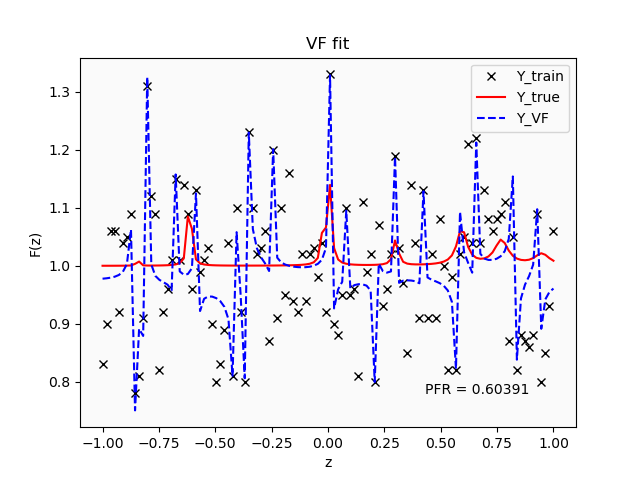 VF fit
Y_train
Y_true
Y_VF
1.3
1.2
1.1
1.0
0.9
0.8
F(z)
PFR = 0.60391
−1.00 −0.75 −0.50 −0.25 0.00 0.25 0.50 0.75 1.00
z